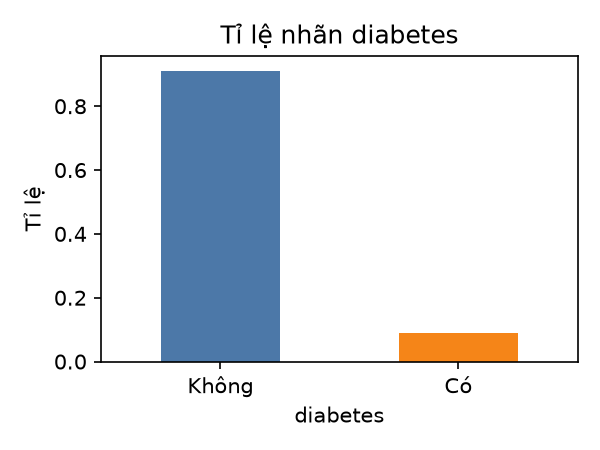 Tỉ lệ nhãn diabetes
Tỉ lệ
0.8
0.6
0.4
0.2
0.0
Không
Có
diabetes